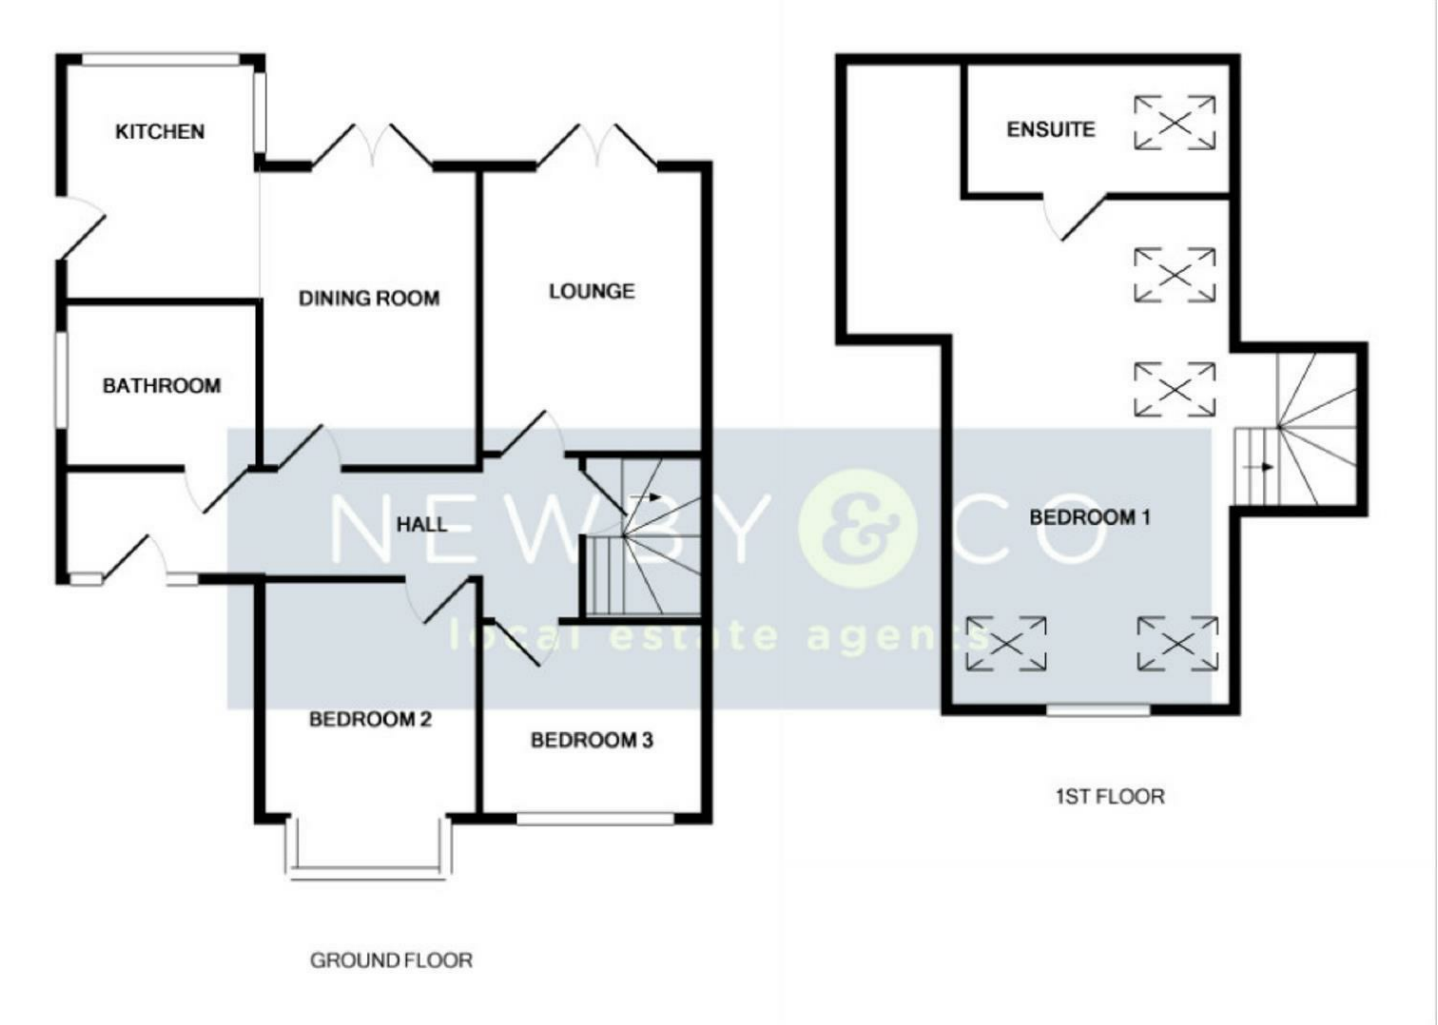 KITCHEN
ENSUITE
DINING ROOM
LOUNGE
BATHROOM
HALL
BEDROOM 1
NEWBY & CO
local estate agents
BEDROOM 2
BEDROOM 3
1ST FLOOR
GROUND FLOOR